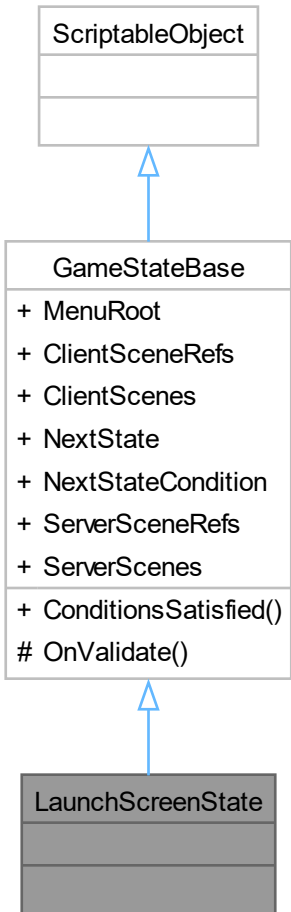 ScriptableObject
GameStateBase
+ MenuRoot
+ ClientSceneRefs
+ ClientScenes
+ NextState
+ NextStateCondition
+ ServerSceneRefs
+ ServerScenes
+ ConditionsSatisfied()
# OnValidate()
LaunchScreenState